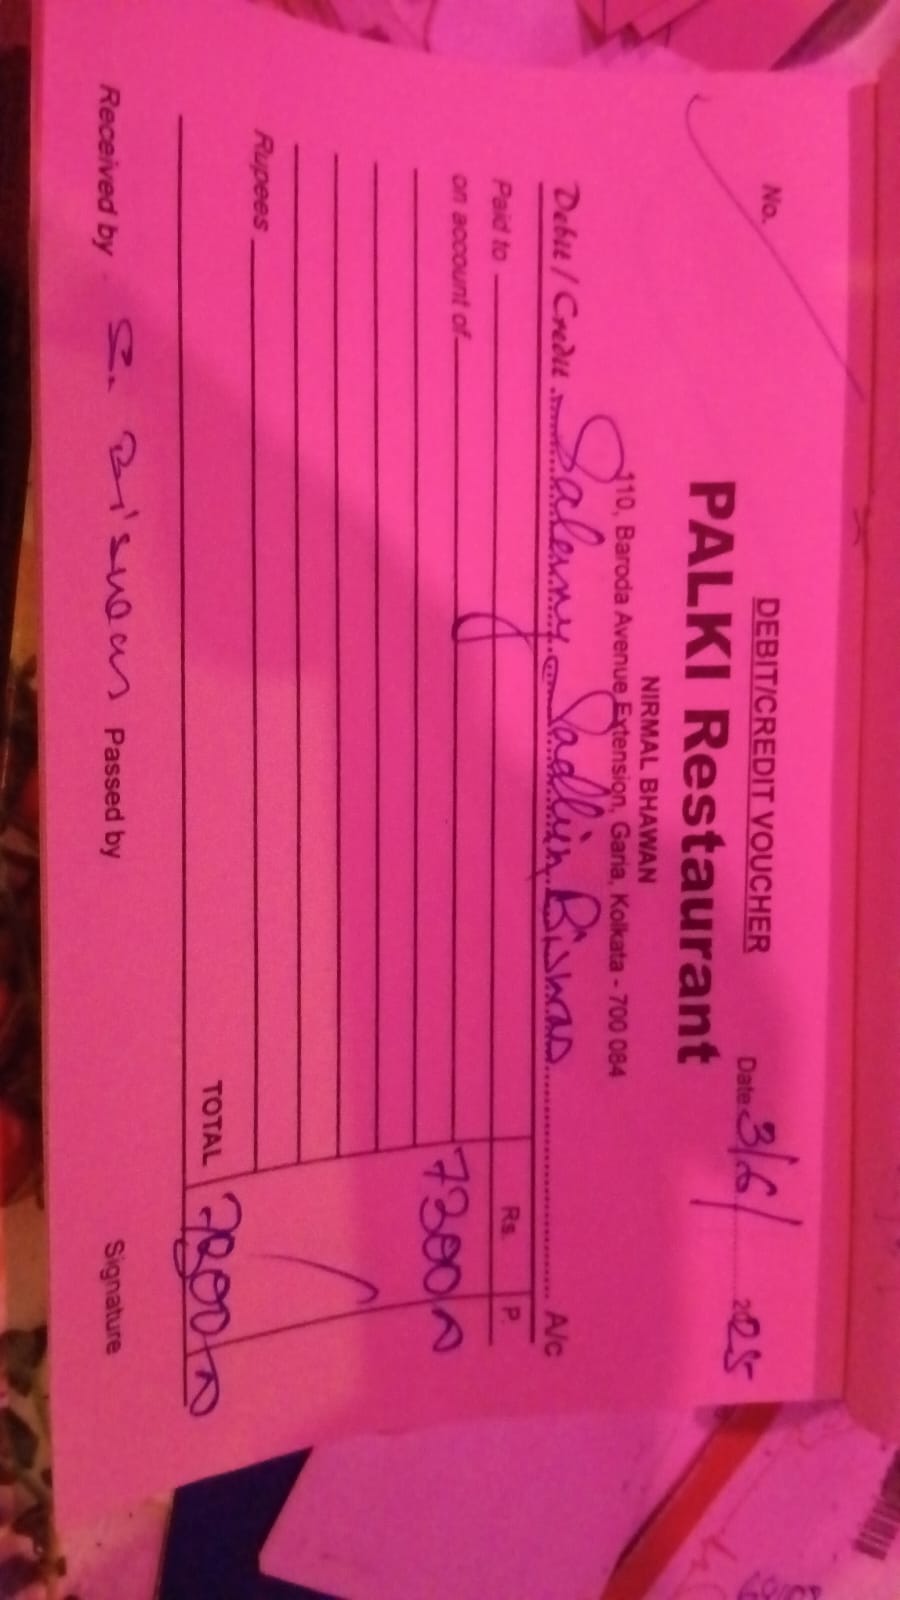 DEBIT/CREDIT VOUCHER
No. Date 3/6/ 2025
PALKI Restaurant
NIRMAL BHAWAN
110, Baroda Avenue Extension, Garia, Kolkata - 700 084
Debit / Credit Salary @ Sadhin Biswas A/c
Paid to Rs. P.
on account of 7300
Rupees
TOTAL 7300
Received by Biswas Passed by Signature